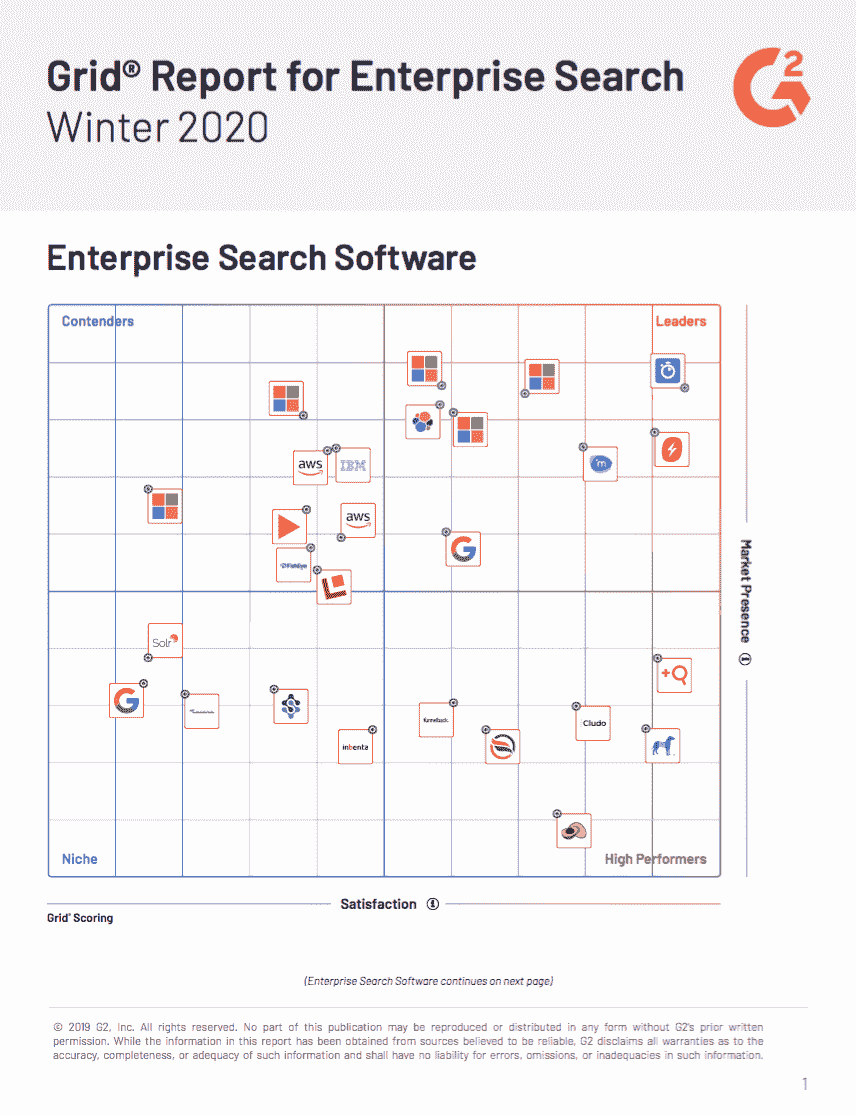 Grid® Report for Enterprise Search
Winter 2020
G2
Enterprise Search Software
Contenders
Leaders
aws
IBM
aws
m
G
FishEye
Market Presence
Solr
+Q
G
funnelback
Cludo
inbenta
Niche
High Performers
Satisfaction
Grid® Scoring
(Enterprise Search Software continues on next page)
© 2019 G2, Inc. All rights reserved. No part of this publication may be reproduced or distributed in any form without G2's prior written
permission. While the information in this report has been obtained from sources believed to be reliable, G2 disclaims all warranties as to the
accuracy, completeness, or adequacy of such information and shall have no liability for errors, omissions, or inadequacies in such information.
1